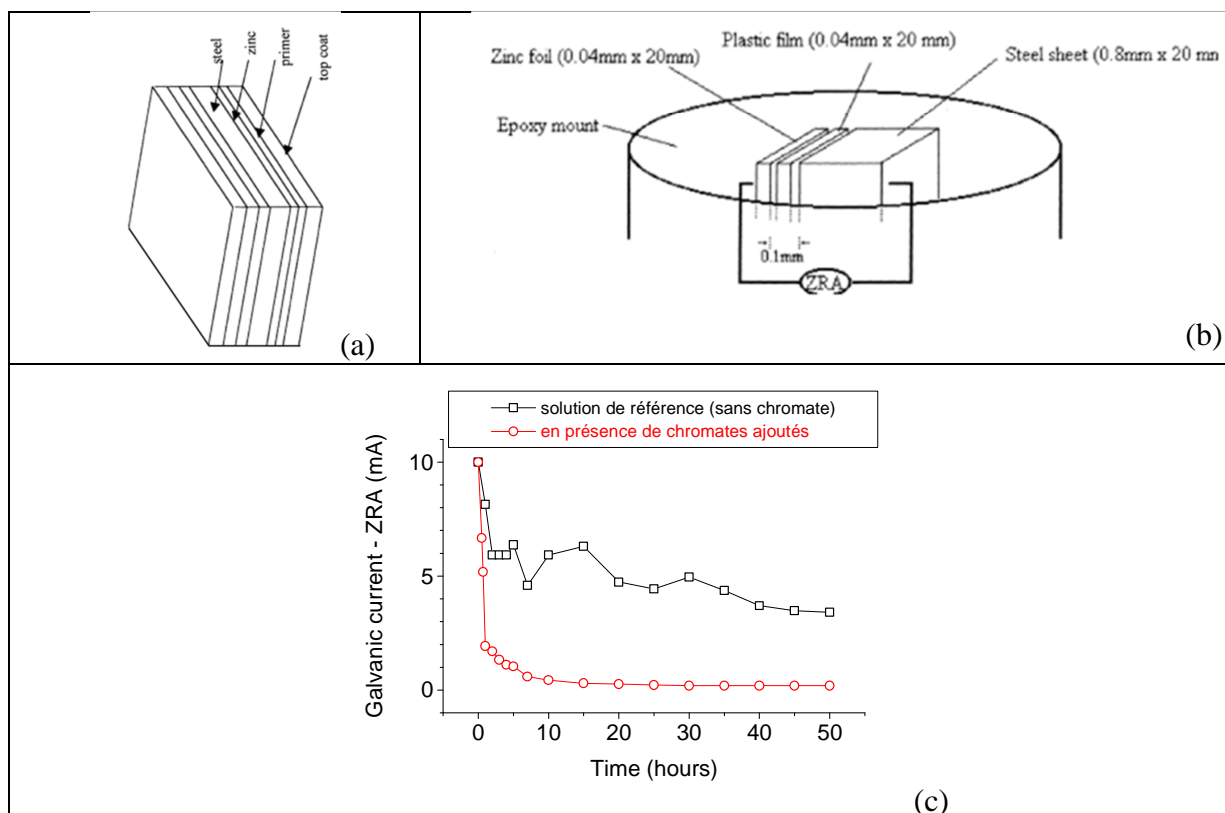 steel
zinc
primer
top coat
(a)
Zinc foil (0.04mm x 20mm)
Plastic film (0.04mm x 20 mm)
Steel sheet (0.8mm x 20 mn
Epoxy mount
0.1mm
ZRA
(b)
solution de référence (sans chromate)
en présence de chromates ajoutés
Galvanic current - ZRA (mA)
10
5
0
0 10 20 30 40 50
Time (hours)
(c)